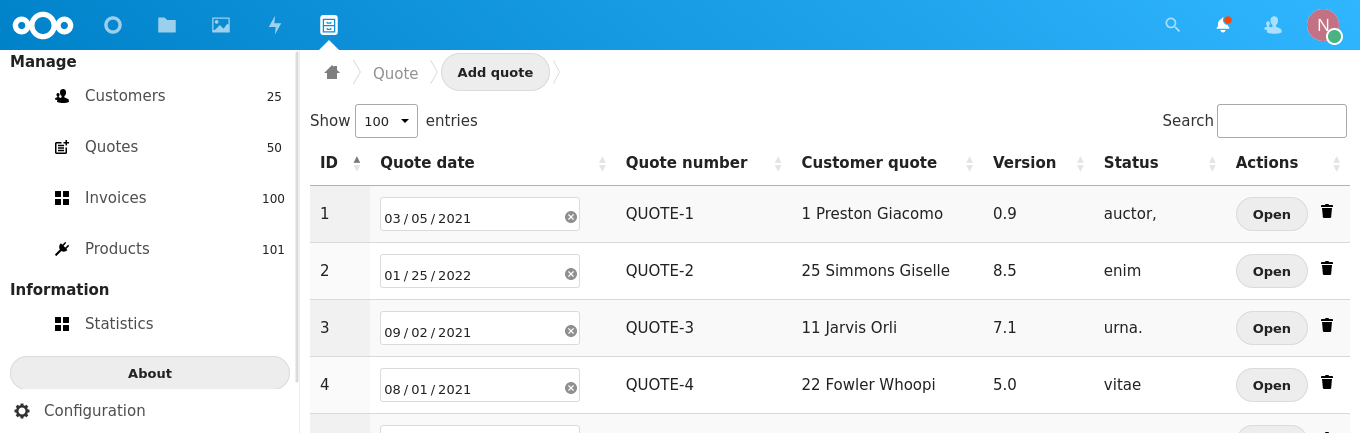 N
Manage
Customers 25
Quotes 50
Invoices 100
Products 101
Information
Statistics
About
Configuration
Quote Add quote
Show 100 entries Search
ID Quote date Quote number Customer quote Version Status Actions
1 03/05/2021 QUOTE-1 1 Preston Giacomo 0.9 auctor, Open
2 01/25/2022 QUOTE-2 25 Simmons Giselle 8.5 enim Open
3 09/02/2021 QUOTE-3 11 Jarvis Orli 7.1 urna. Open
4 08/01/2021 QUOTE-4 22 Fowler Whoopi 5.0 vitae Open